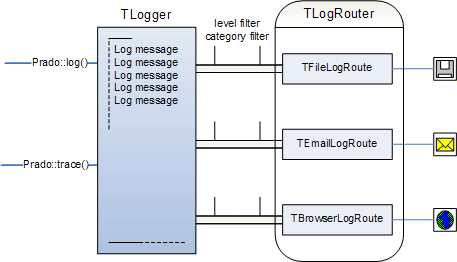 TLogger
level filter
category filter
TLogRouter
Log message
Log message
Log message
Log message
Log message
Prado::log()
TFileLogRoute
TEmailLogRoute
Prado::trace()
TBrowserLogRoute